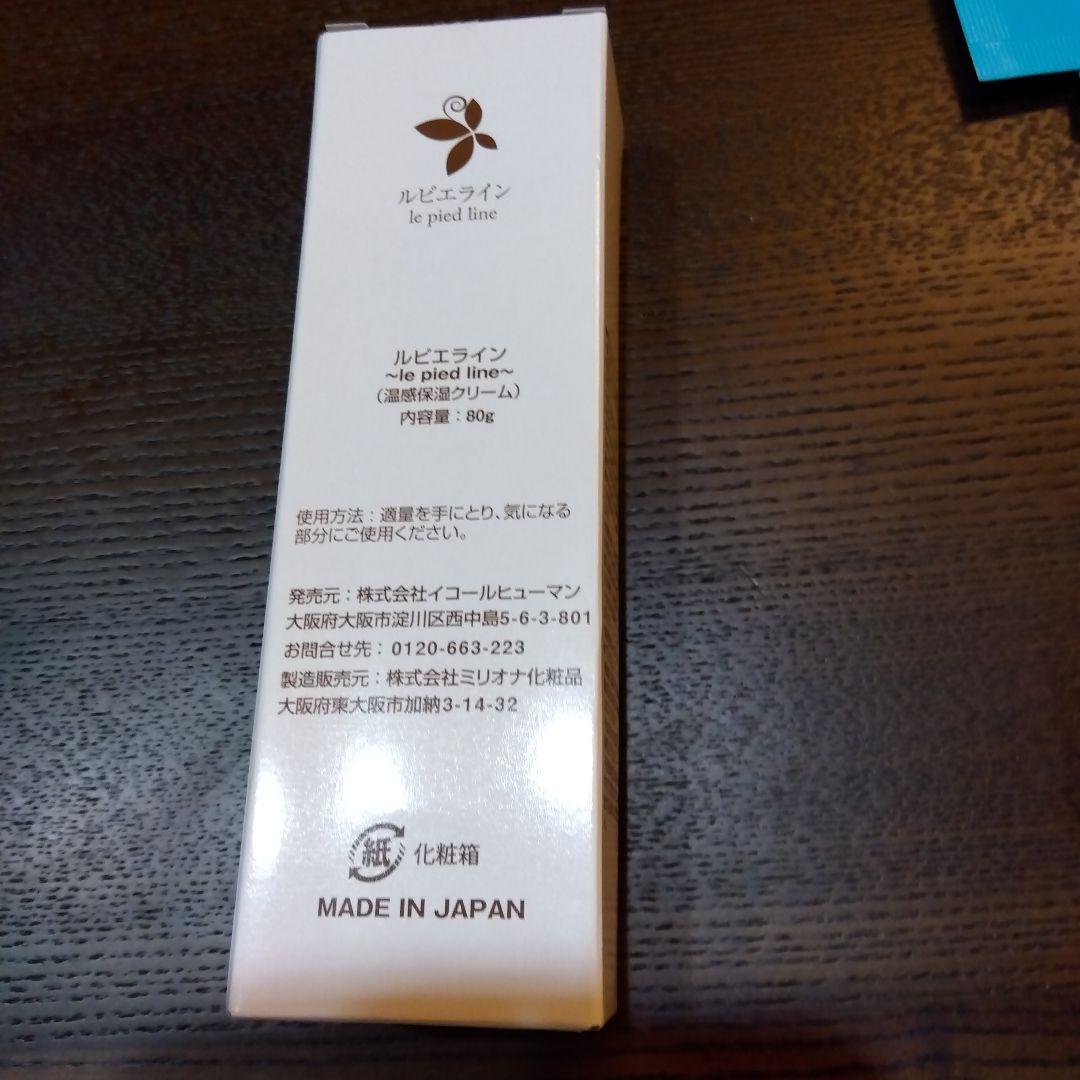 ルピエライン
le pied line
ルピエライン
~le pied line~
（温感保湿クリーム）
内容量：80g
使用方法：適量を手にとり、気になる
部分にご使用ください。
発売元：株式会社イコールヒューマン
大阪府大阪市淀川区西中島5-6-3-801
お問合せ先：0120-663-223
製造販売元：株式会社ミリオナ化粧品
大阪府東大阪市加納3-14-32
紙 化粧箱
MADE IN JAPAN